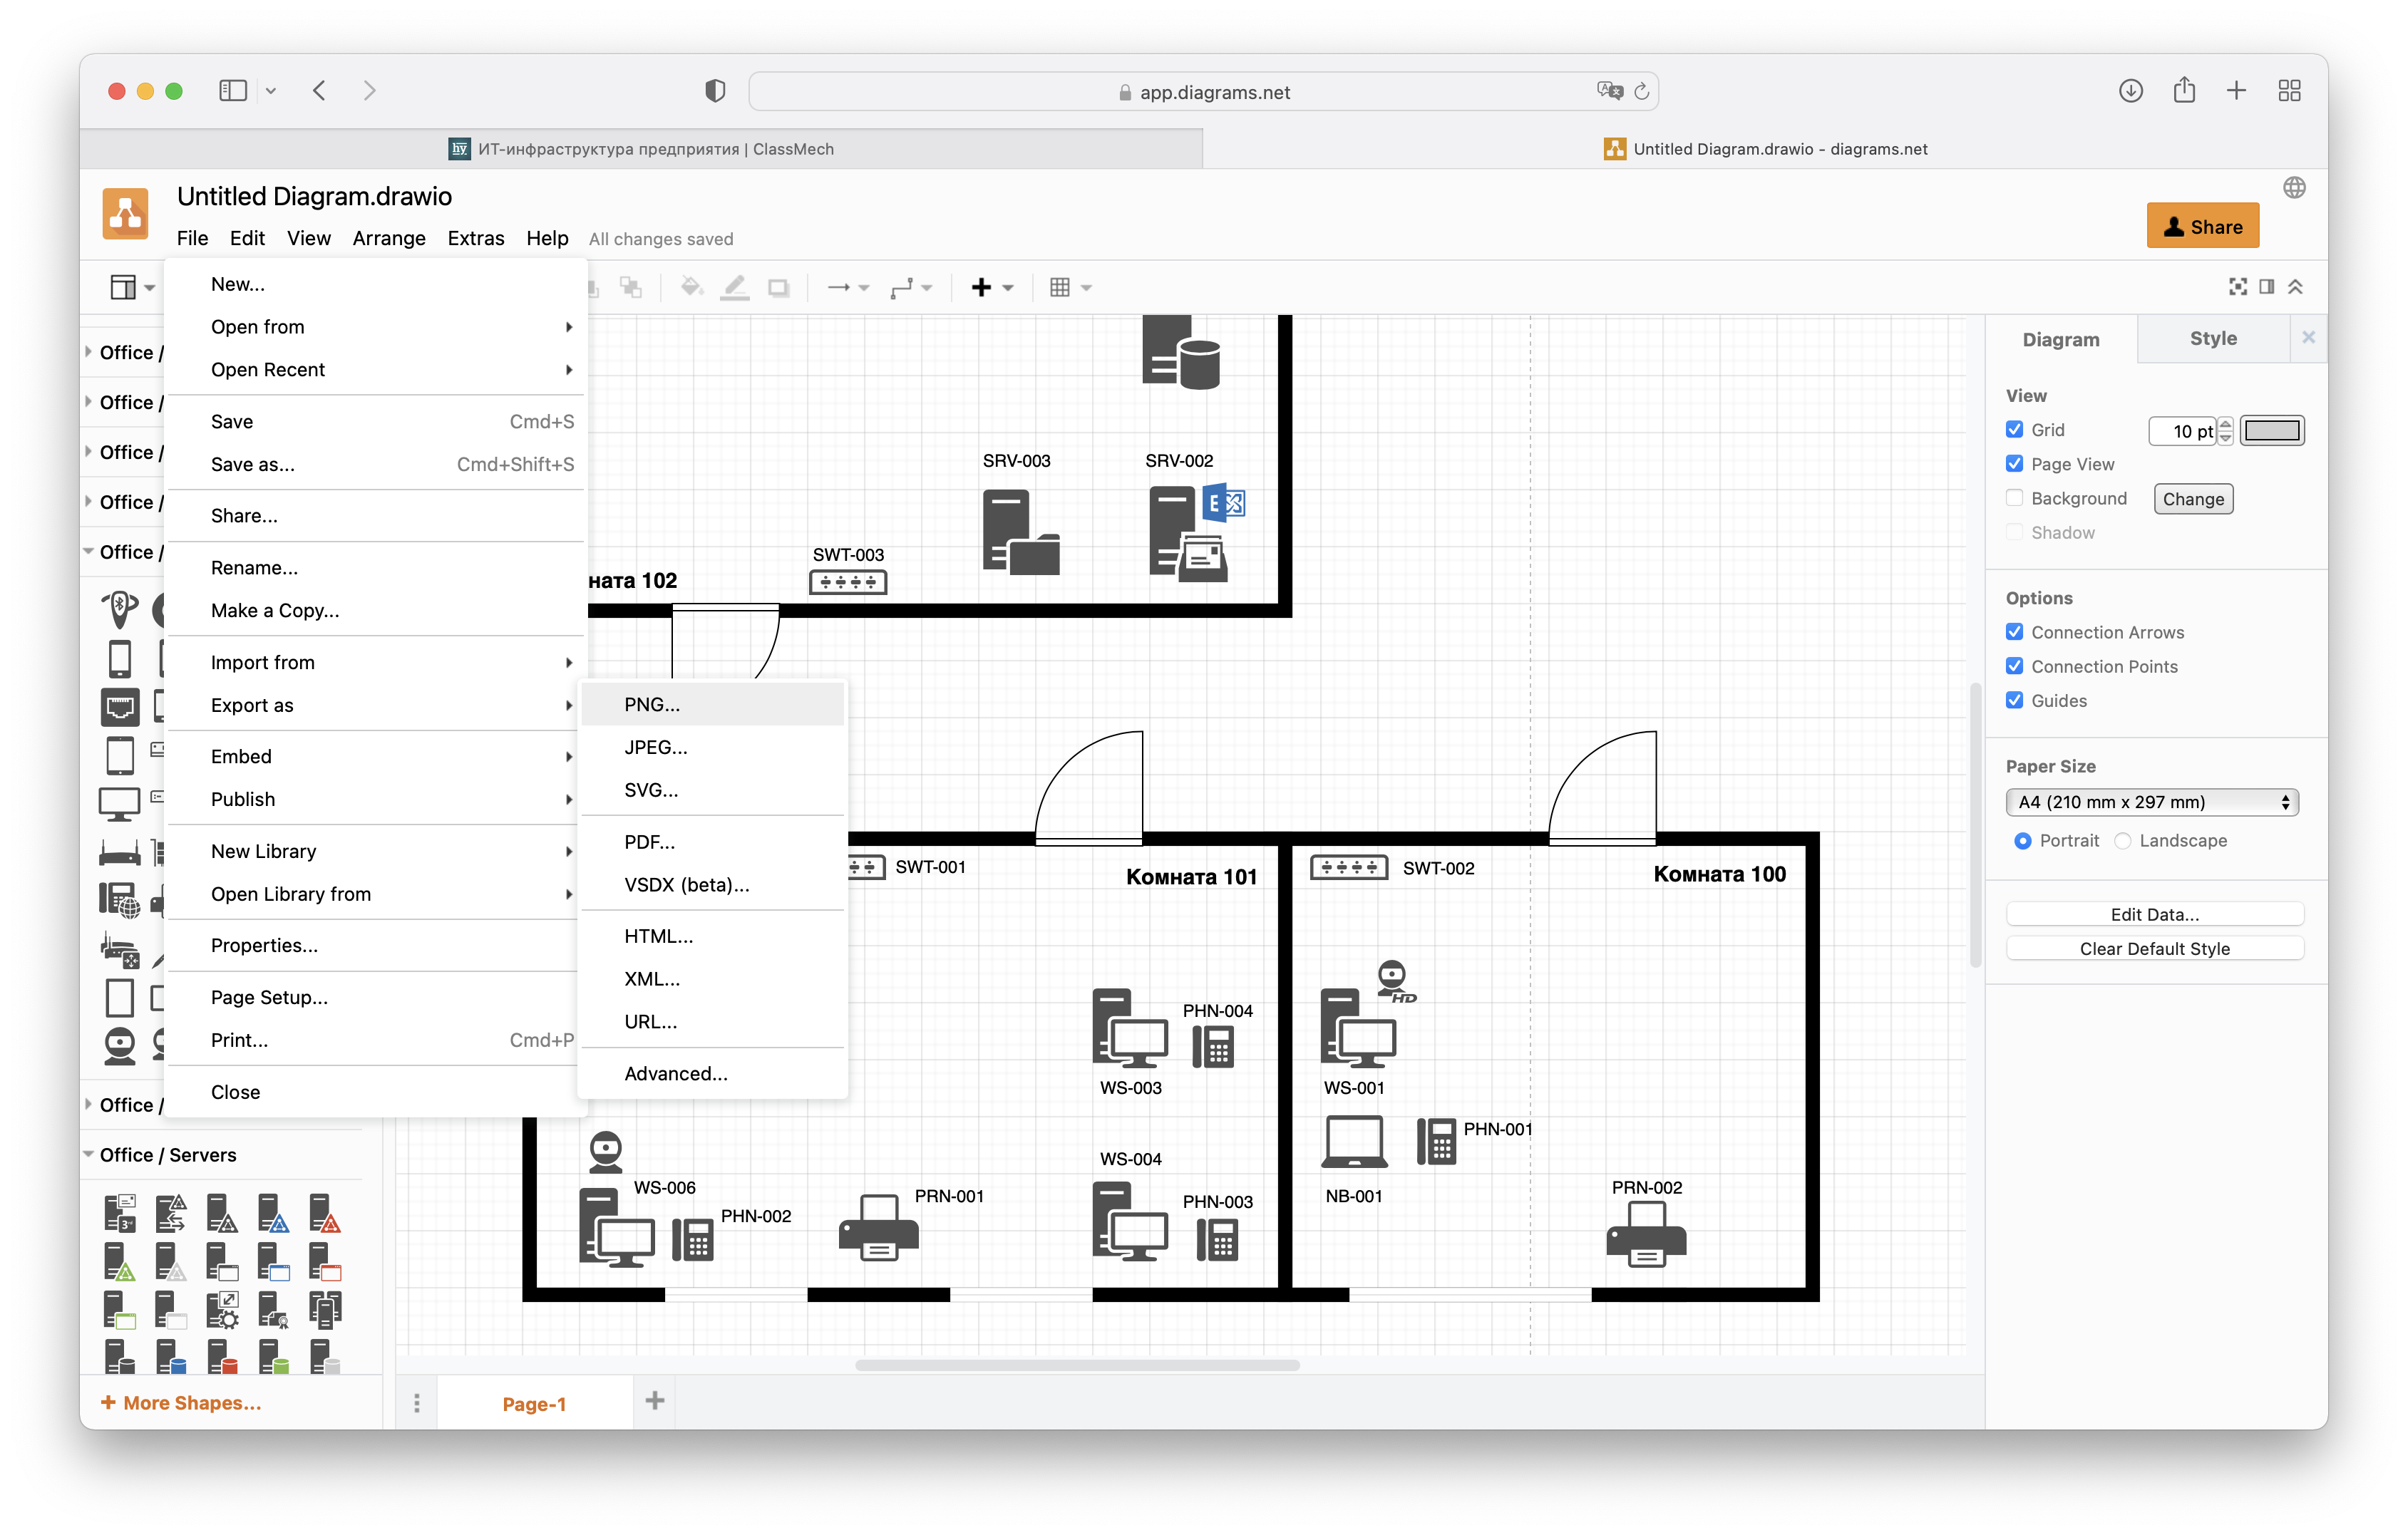 app.diagrams.net
ИТ-инфраструктура предприятия | ClassMech
Untitled Diagram.drawio - diagrams.net
Untitled Diagram.drawio
File Edit View Arrange Extras Help All changes saved
Share
New...
Open from
Open Recent
Save Cmd+S
Save as... Cmd+Shift+S
Share...
Rename...
Make a Copy...
Import from
Export as
Embed
Publish
New Library
Open Library from
Properties...
Page Setup...
Print... Cmd+P
Close
PNG...
JPEG...
SVG...
PDF...
VSDX (beta)...
HTML...
XML...
URL...
Advanced...
Office /
Office /
Office /
Office /
Office /
Office /
Office / Servers
+ More Shapes...
SRV-003
SRV-002
SWT-003
ната 102
SWT-001
Комната 101
SWT-002
Комната 100
HD
PHN-004
WS-003
WS-001
PHN-001
WS-004
NB-001
WS-006
PHN-002
PRN-001
PHN-003
PRN-002
Page-1
Diagram
Style
View
Grid 10 pt
Page View
Background Change
Shadow
Options
Connection Arrows
Connection Points
Guides
Paper Size
A4 (210 mm x 297 mm)
Portrait Landscape
Edit Data...
Clear Default Style